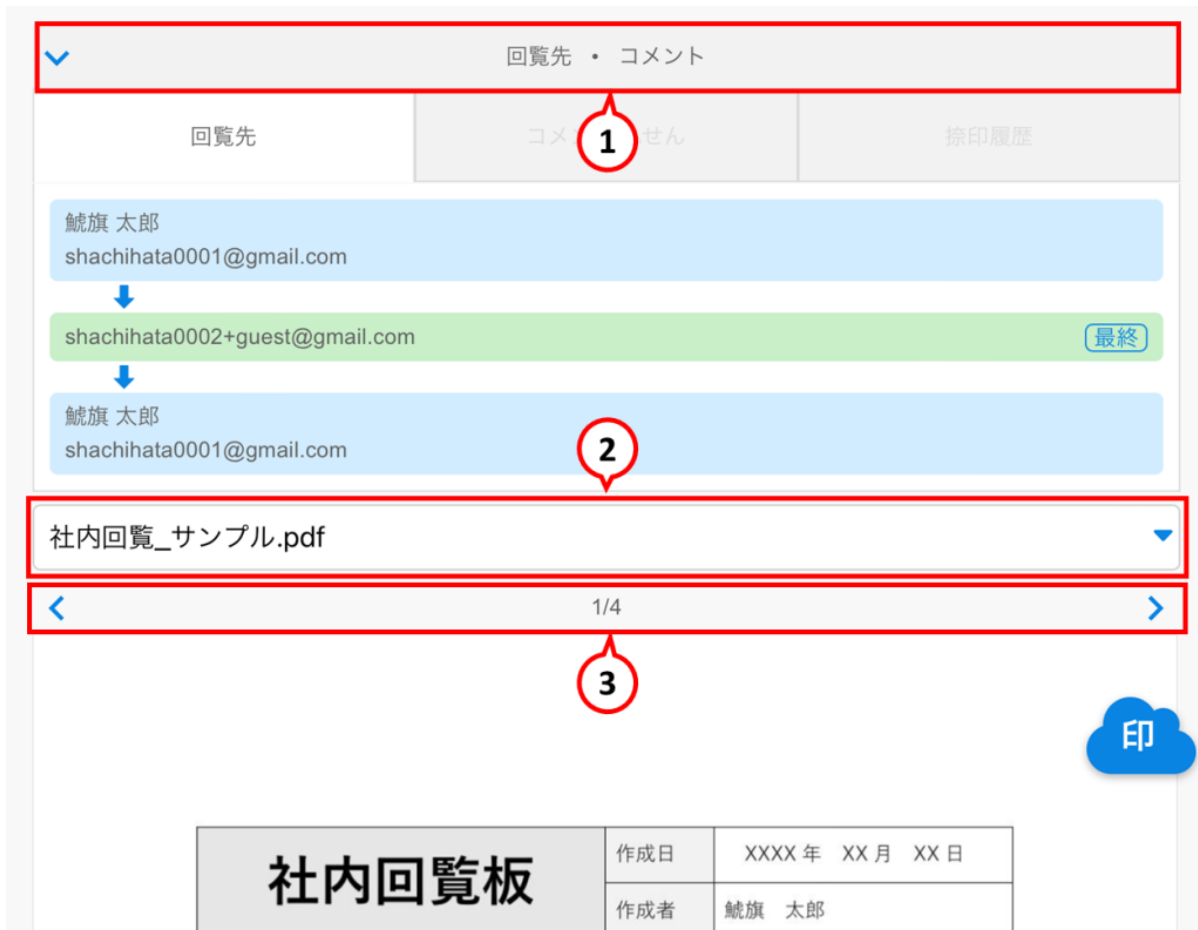 回覧先 ・ コメント
回覧先
コメ
1
せん
捺印履歴
鯱旗 太郎
shachihata0001@gmail.com
shachihata0002+guest@gmail.com
最終
鯱旗 太郎
shachihata0001@gmail.com
2
社内回覧_サンプル.pdf
1/4
3
印
社内回覧板
作成日
XXXX 年 XX 月 XX 日
作成者
鯱旗 太郎